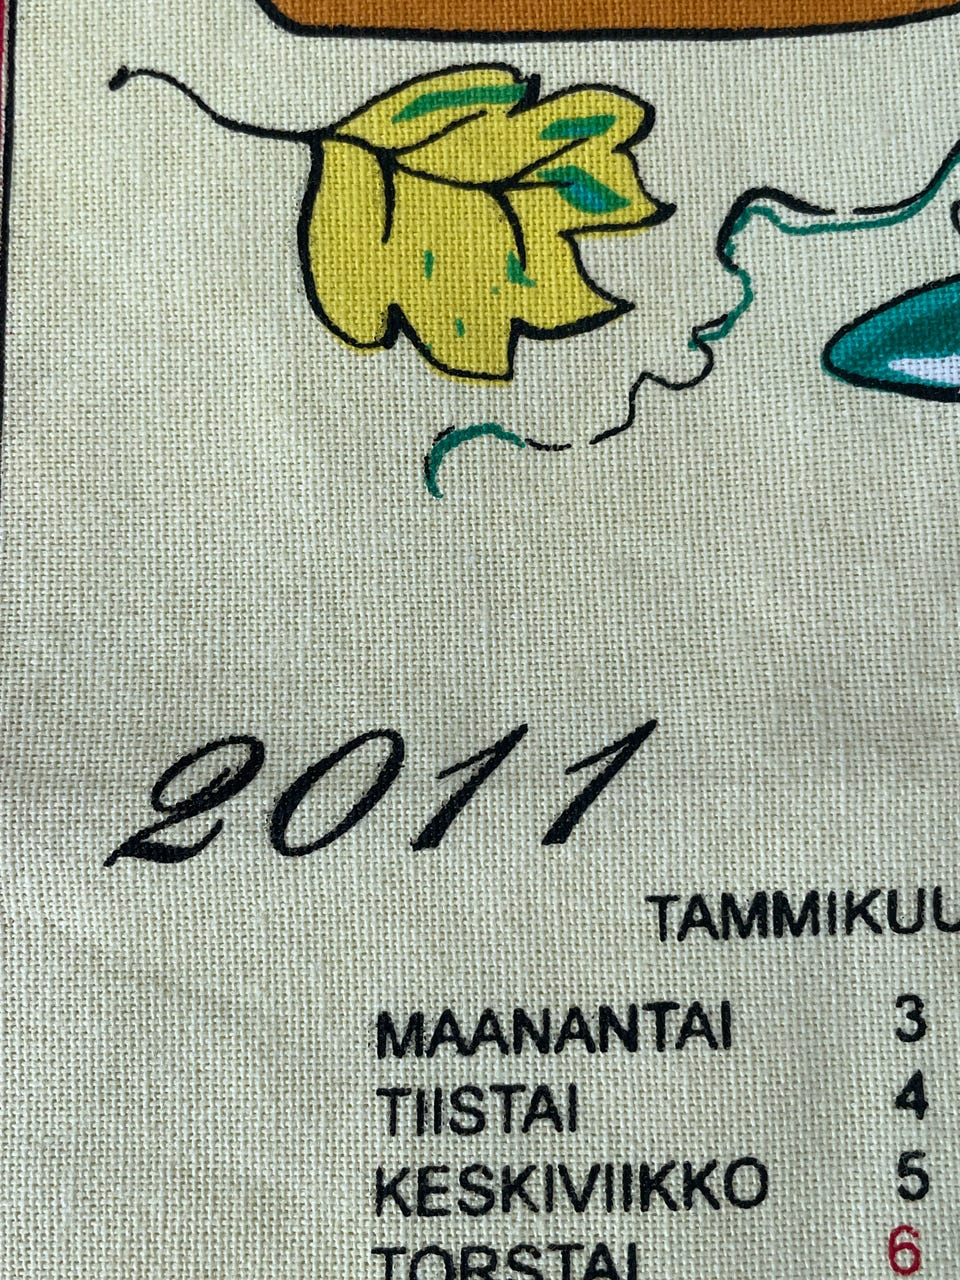 2011
TAMMIKUU
MAANANTAI 3
TIISTAI 4
KESKIVIIKKO 5
TORSTAI 6